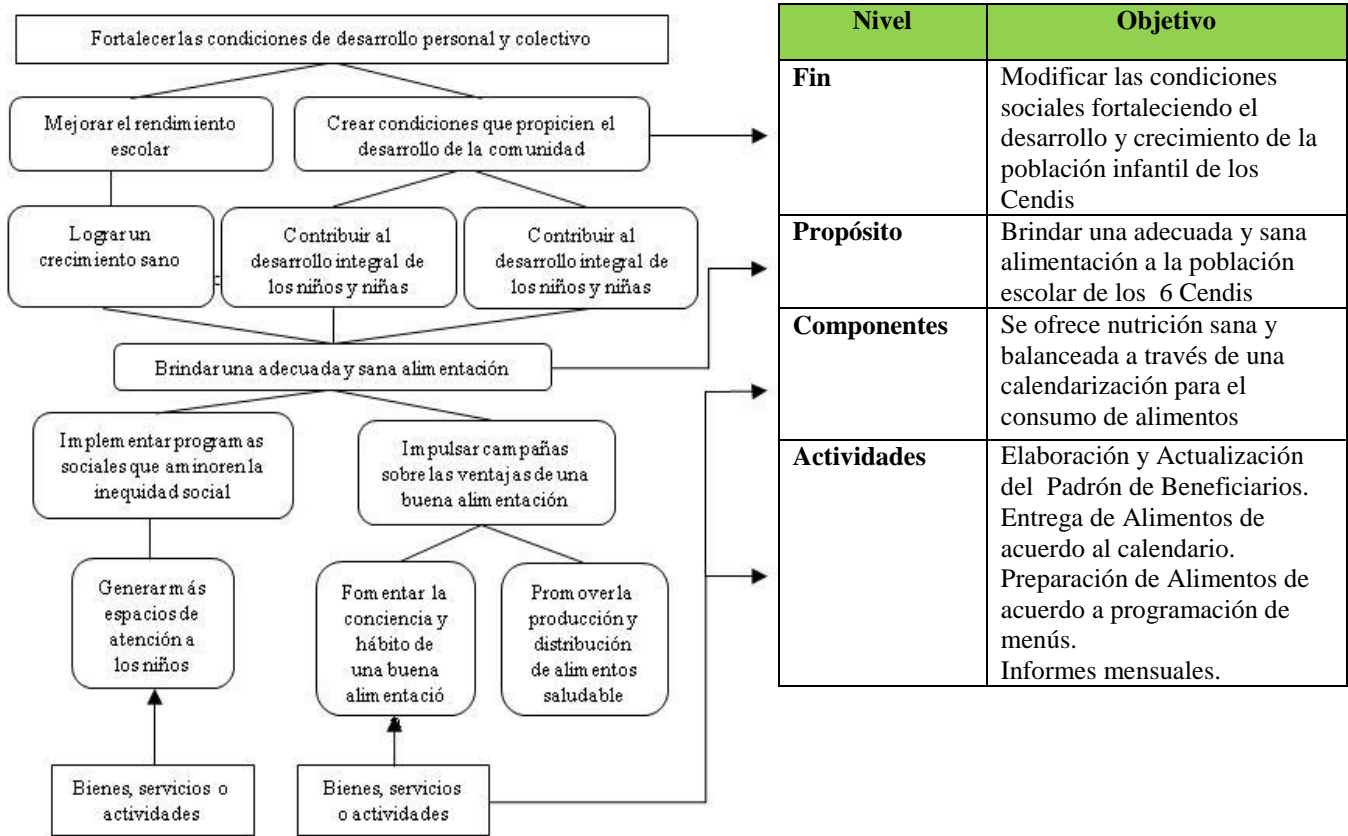 Fortalecer las condiciones de desarrollo personal y colectivo
Mejorar el rendimiento
escolar
Crear condiciones que propicien el
desarrollo de la comunidad
Lograr un
crecimiento sano
Contribuir al
desarrollo integral de
los niños y niñas
Contribuir al
desarrollo integral de
los niños y niñas
Brindar una adecuada y sana alimentación
Implementar programas
sociales que aminoren la
inequidad social
Impulsar campañas
sobre las ventajas de una
buena alimentación
Generar más
espacios de
atención a
los niños
Fomentar la
conciencia y
hábito de
una buena
alimentació
Promover la
producción y
distribución
de alimentos
saludable
Bienes, servicios o
actividades
Bienes, servicios
o actividades
Nivel Objetivo
Fin
Modificar las condiciones
sociales fortaleciendo el
desarrollo y crecimiento de la
población infantil de los
Cendis
Propósito
Brindar una adecuada y sana
alimentación a la población
escolar de los 6 Cendis
Componentes
Se ofrece nutrición sana y
balanceada a través de una
calendarización para el
consumo de alimentos
Actividades
Elaboración y Actualización
del Padrón de Beneficiarios.
Entrega de Alimentos de
acuerdo al calendario.
Preparación de Alimentos de
acuerdo a programación de
menús.
Informes mensuales.